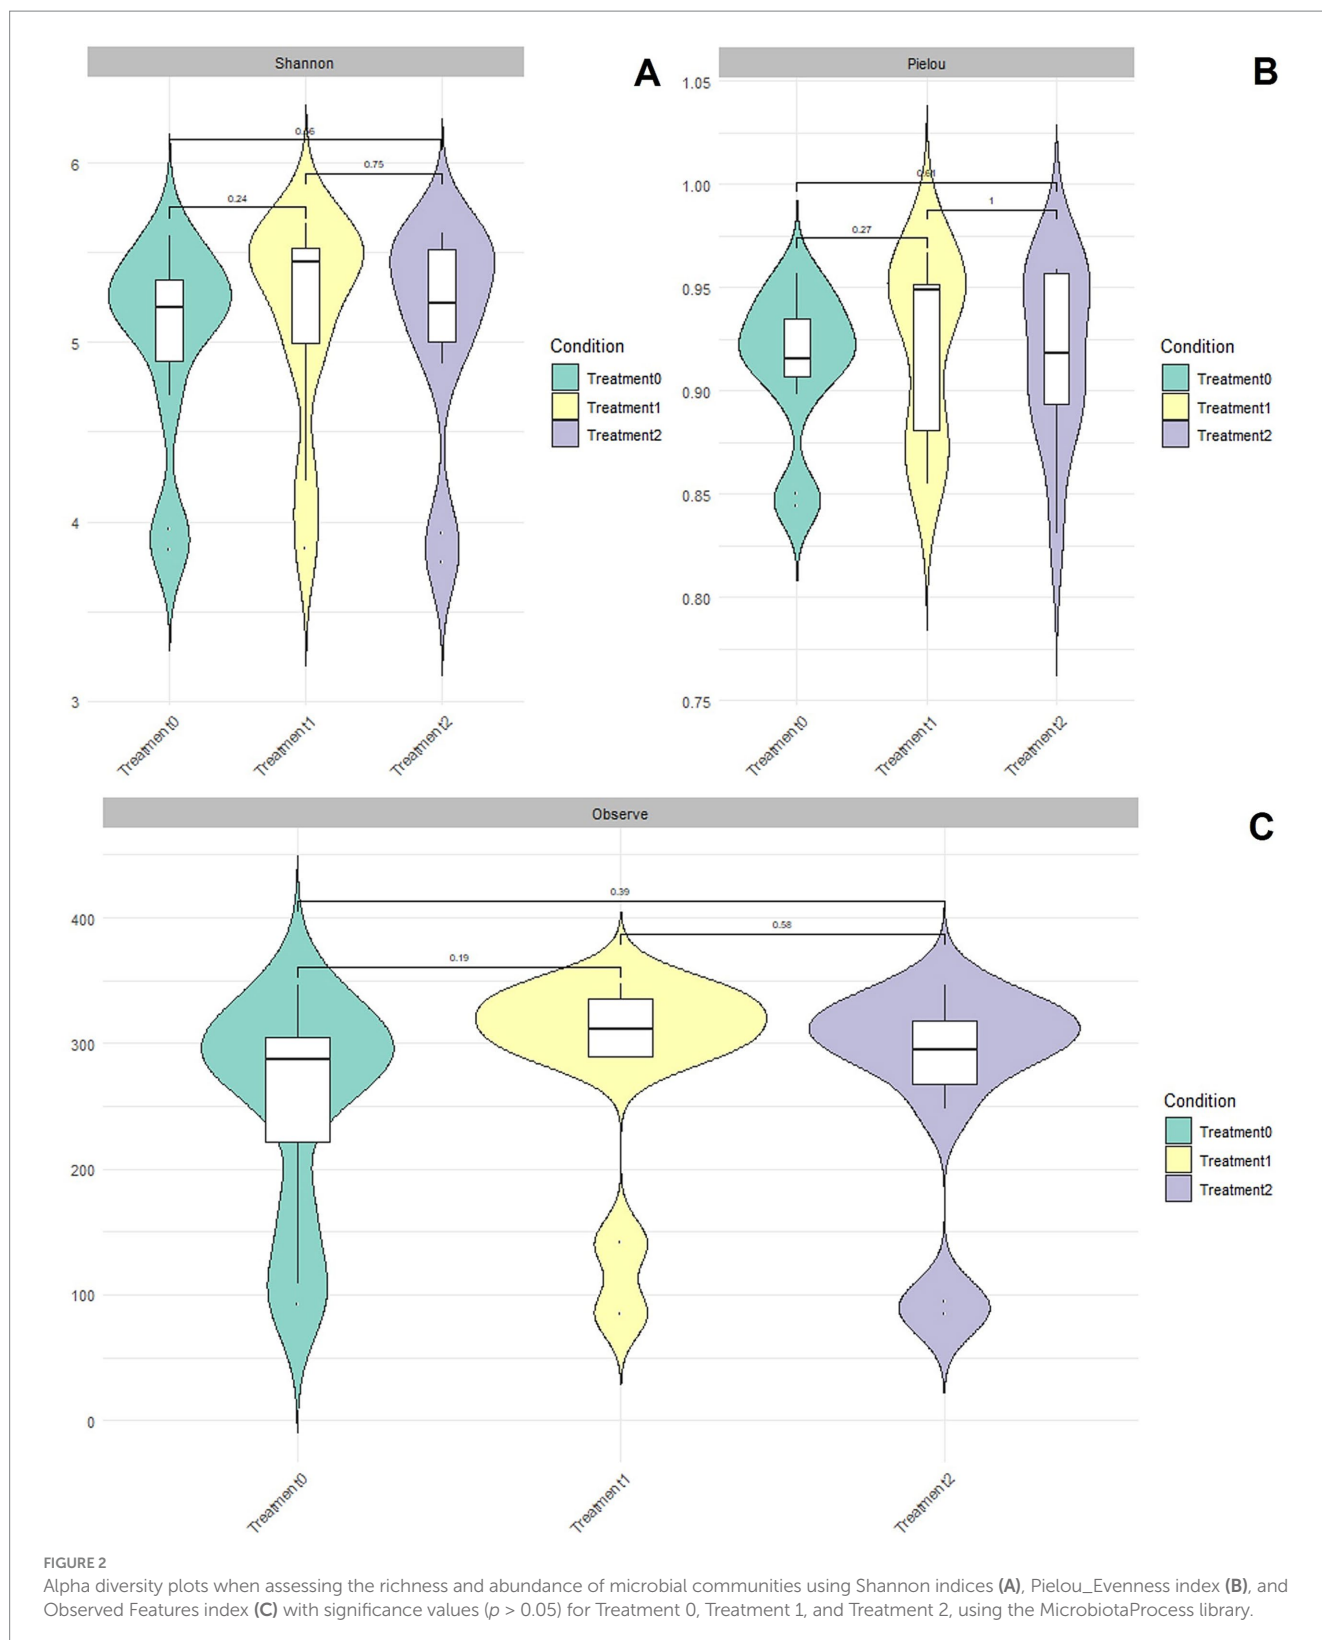 Shannon
A
6
5
4
3
0.24
0.75
Treatment0
Treatment1
Treatment2
Condition
Treatment0
Treatment1
Treatment2
Pielou
B
1.05
1.00
0.95
0.90
0.85
0.80
0.75
0.61
0.27
1
Treatment0
Treatment1
Treatment2
Condition
Treatment0
Treatment1
Treatment2
Observe
C
400
300
200
100
0
0.39
0.58
0.19
Treatment0
Treatment1
Treatment2
Condition
Treatment0
Treatment1
Treatment2
FIGURE 2
Alpha diversity plots when assessing the richness and abundance of microbial communities using Shannon indices (A), Pielou_Evenness index (B), and
Observed Features index (C) with significance values (p > 0.05) for Treatment 0, Treatment 1, and Treatment 2, using the MicrobiotaProcess library.